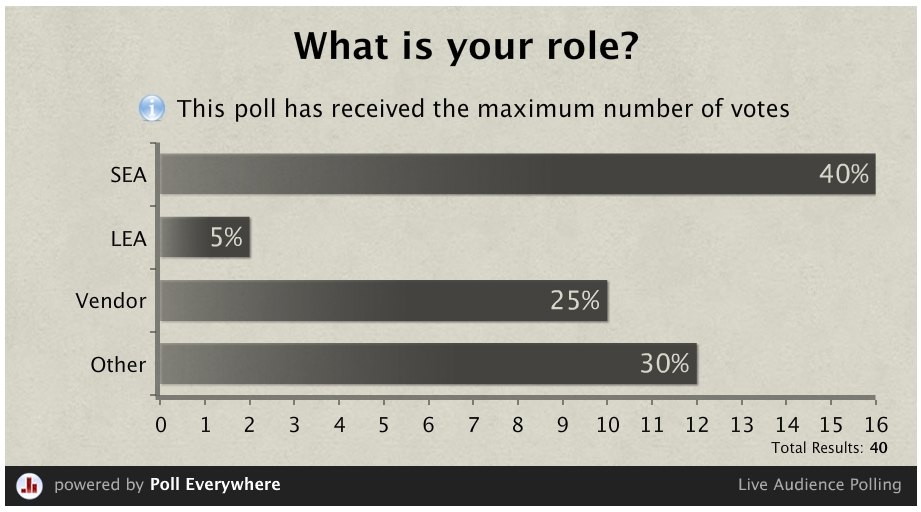 What is your role?
This poll has received the maximum number of votes
SEA 40%
LEA 5%
Vendor 25%
Other 30%
0 1 2 3 4 5 6 7 8 9 10 11 12 13 14 15 16
Total Results: 40
powered by Poll Everywhere Live Audience Polling